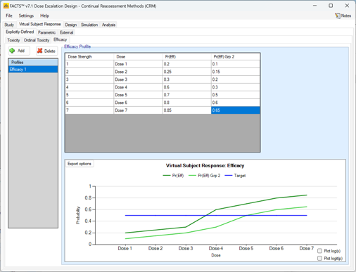 FACTS™ v7.1 Dose Escalation Design - Continual Reassessment Methods (CRM)
File Settings Help Notes
Study Virtual Subject Response Design Simulation Analysis
Explicitly Defined Parametric External
Toxicity Ordinal Toxicity Efficacy
Add Delete
Efficacy Profile
Profiles
Efficacy 1
Dose Strength Dose Pr(Eff) Pr(Eff) Grp 2
1 Dose 1 0.2 0.1
2 Dose 2 0.25 0.15
3 Dose 3 0.3 0.2
4 Dose 4 0.6 0.3
5 Dose 5 0.7 0.5
6 Dose 6 0.8 0.6
7 Dose 7 0.85 0.65
Export options
Virtual Subject Response: Efficacy
Pr(Eff) Pr(Eff) Grp 2 Target
1
0.8
0.6
0.4
0.2
0
Probability
Dose 1 Dose 2 Dose 3 Dose 4 Dose 5 Dose 6 Dose 7
Dose
Plot log(x)
Plot logit(p)